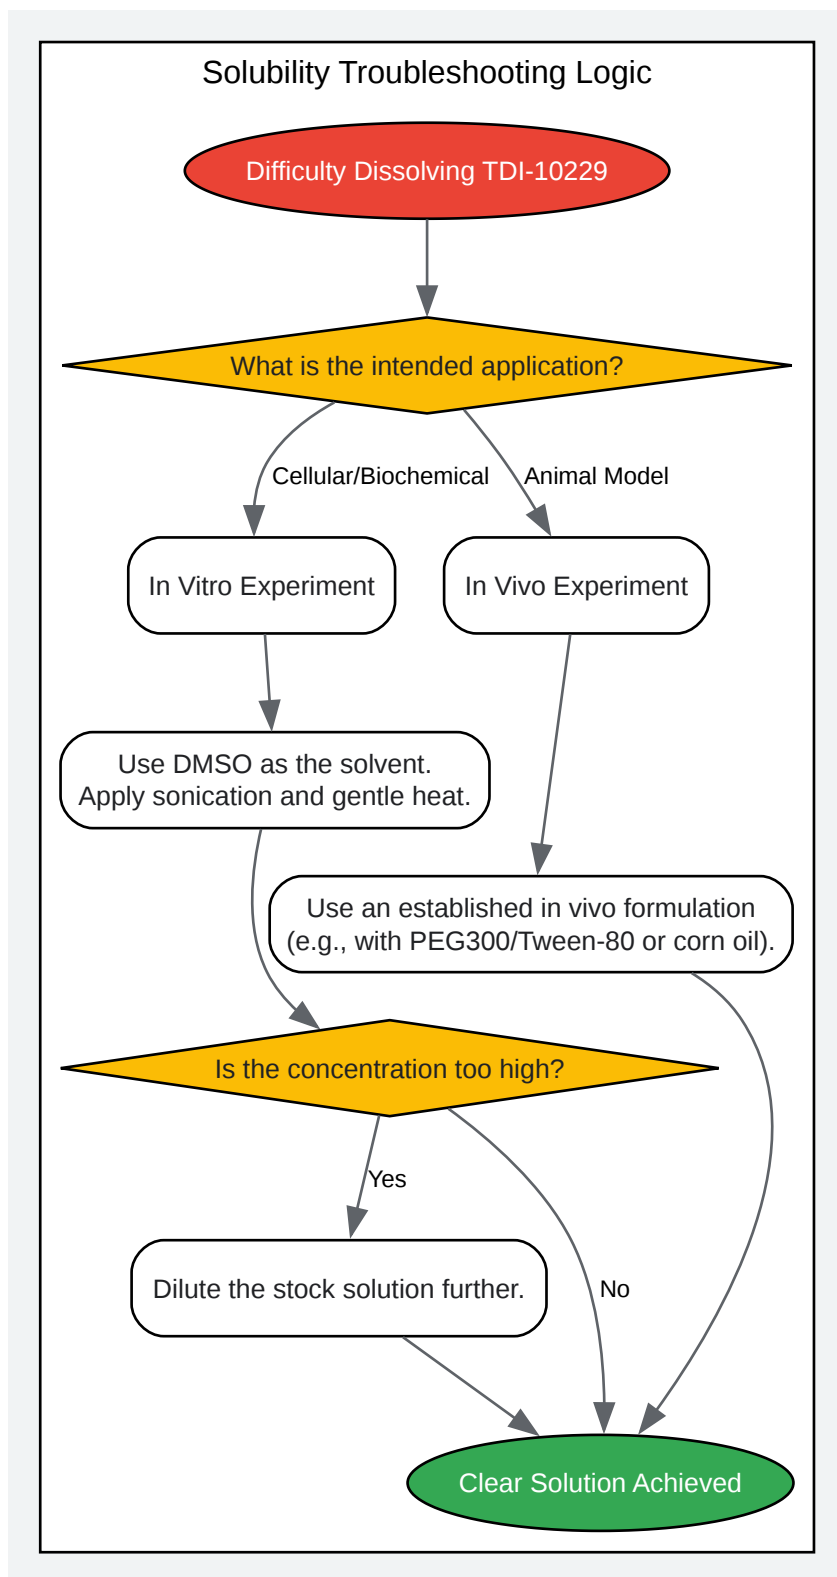 Solubility Troubleshooting Logic
Difficulty Dissolving TDI-10229
What is the intended application?
Cellular/Biochemical
Animal Model
In Vitro Experiment
In Vivo Experiment
Use DMSO as the solvent.
Apply sonication and gentle heat.
Use an established in vivo formulation
(e.g., with PEG300/Tween-80 or corn oil).
Is the concentration too high?
Yes
Dilute the stock solution further.
No
Clear Solution Achieved